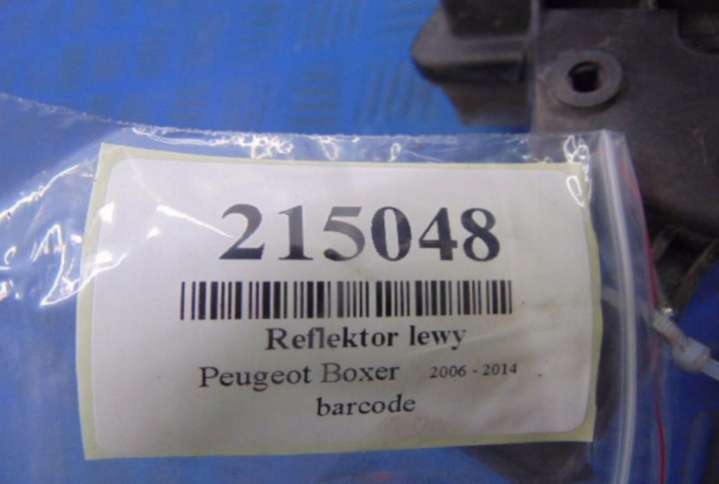 215048
Reflektor lewy
Peugeot Boxer 2006 - 2014
barcode